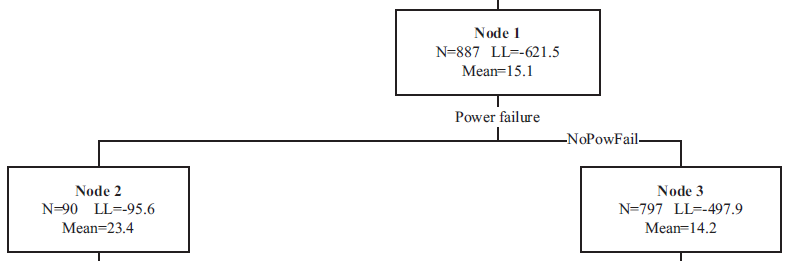 Node 1
N=887 LL=-621.5
Mean=15.1
Power failure
NoPowFail
Node 2
N=90 LL=-95.6
Mean=23.4
Node 3
N=797 LL=-497.9
Mean=14.2